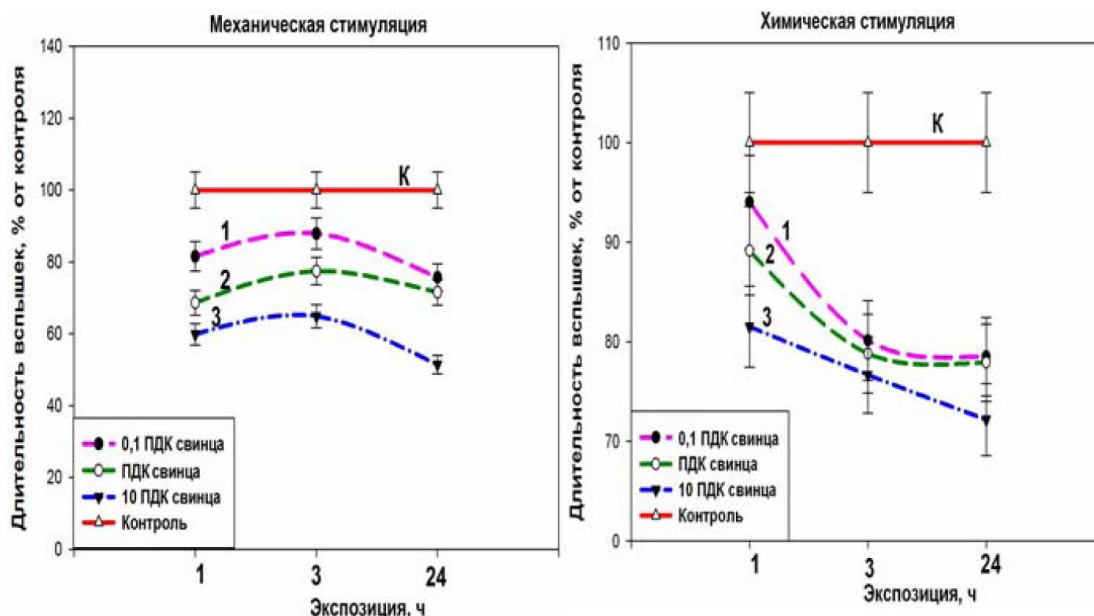 Механическая стимуляция
Длительность вспышек, % от контроля
140
120
100
80
60
40
20
0
К
1
2
3
0,1 ПДК свинца
ПДК свинца
10 ПДК свинца
Контроль
1
3
24
Экспозиция, ч
Химическая стимуляция
Длительность вспышек, % от контроля
110
100
90
80
70
60
0
К
1
2
3
0,1 ПДК свинца
ПДК свинца
10 ПДК свинца
Контроль
1
3
24
Экспозиция, ч